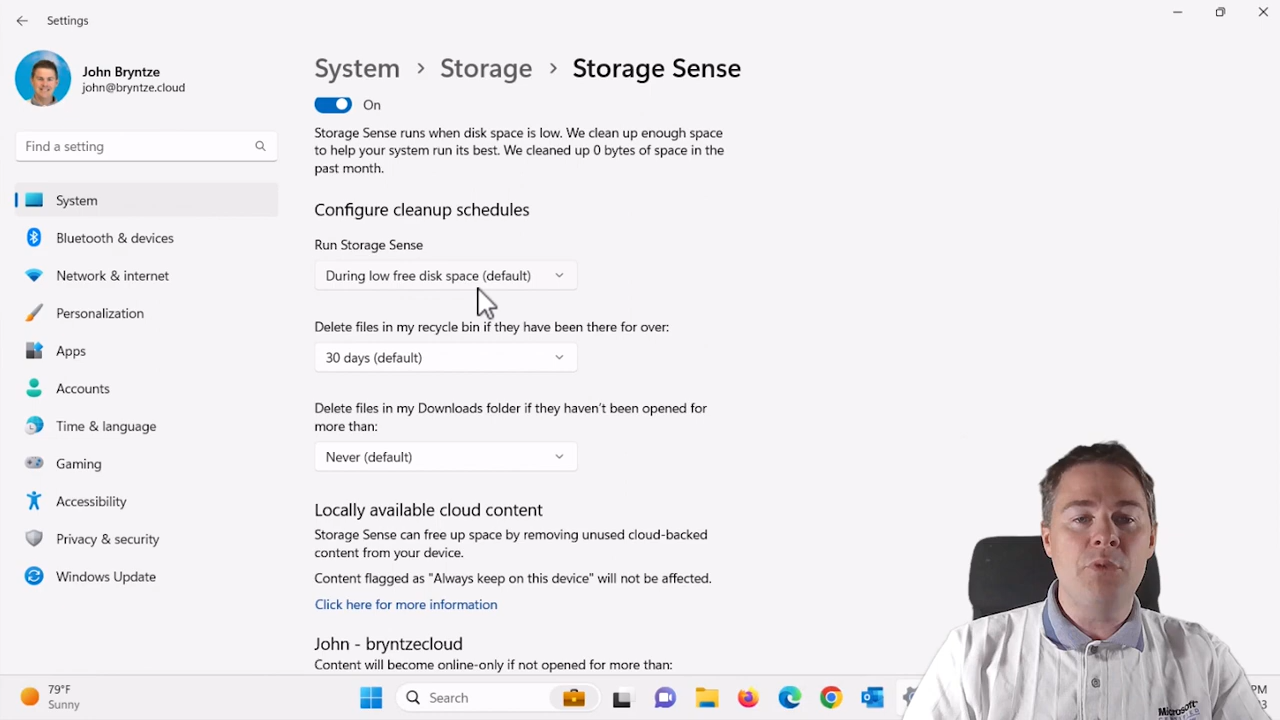 Settings
John Bryntze
john@bryntze.cloud
Find a setting
System
Bluetooth & devices
Network & internet
Personalization
Apps
Accounts
Time & language
Gaming
Accessibility
Privacy & security
Windows Update
System > Storage > Storage Sense
On
Storage Sense runs when disk space is low. We clean up enough space
to help your system run its best. We cleaned up 0 bytes of space in the
past month.
Configure cleanup schedules
Run Storage Sense
During low free disk space (default)
Delete files in my recycle bin if they have been there for over:
30 days (default)
Delete files in my Downloads folder if they haven't been opened for
more than:
Never (default)
Locally available cloud content
Storage Sense can free up space by removing unused cloud-backed
content from your device.
Content flagged as "Always keep on this device" will not be affected.
Click here for more information
John - bryntzecloud
Content will become online-only if not opened for more than:
79°F
Sunny
Search
PM
Microsoft